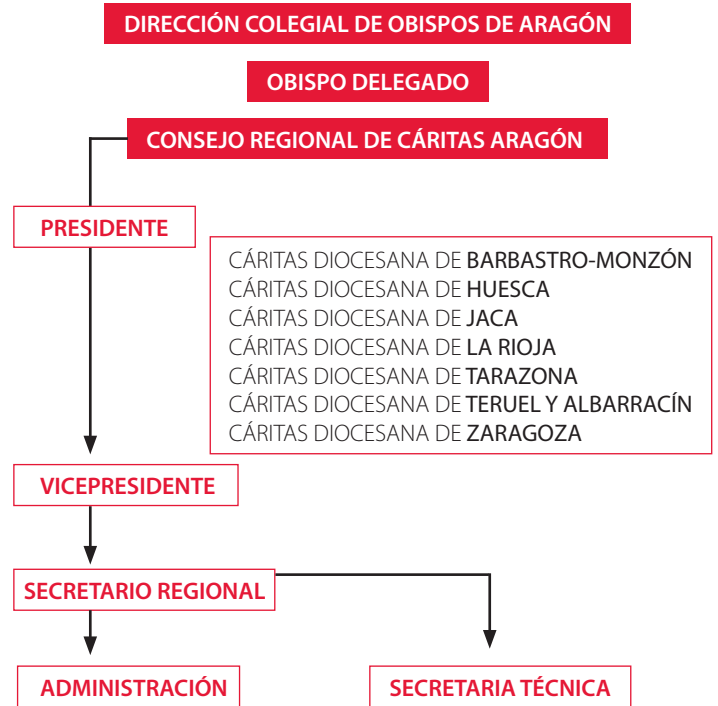 DIRECCIÓN COLEGIAL DE OBISPOS DE ARAGÓN
OBISPO DELEGADO
CONSEJO REGIONAL DE CÁRITAS ARAGÓN
PRESIDENTE
CÁRITAS DIOCESANA DE BARBASTRO-MONZÓN
CÁRITAS DIOCESANA DE HUESCA
CÁRITAS DIOCESANA DE JACA
CÁRITAS DIOCESANA DE LA RIOJA
CÁRITAS DIOCESANA DE TARAZONA
CÁRITAS DIOCESANA DE TERUEL Y ALBARRACÍN
CÁRITAS DIOCESANA DE ZARAGOZA
VICEPRESIDENTE
SECRETARIO REGIONAL
ADMINISTRACIÓN
SECRETARIA TÉCNICA